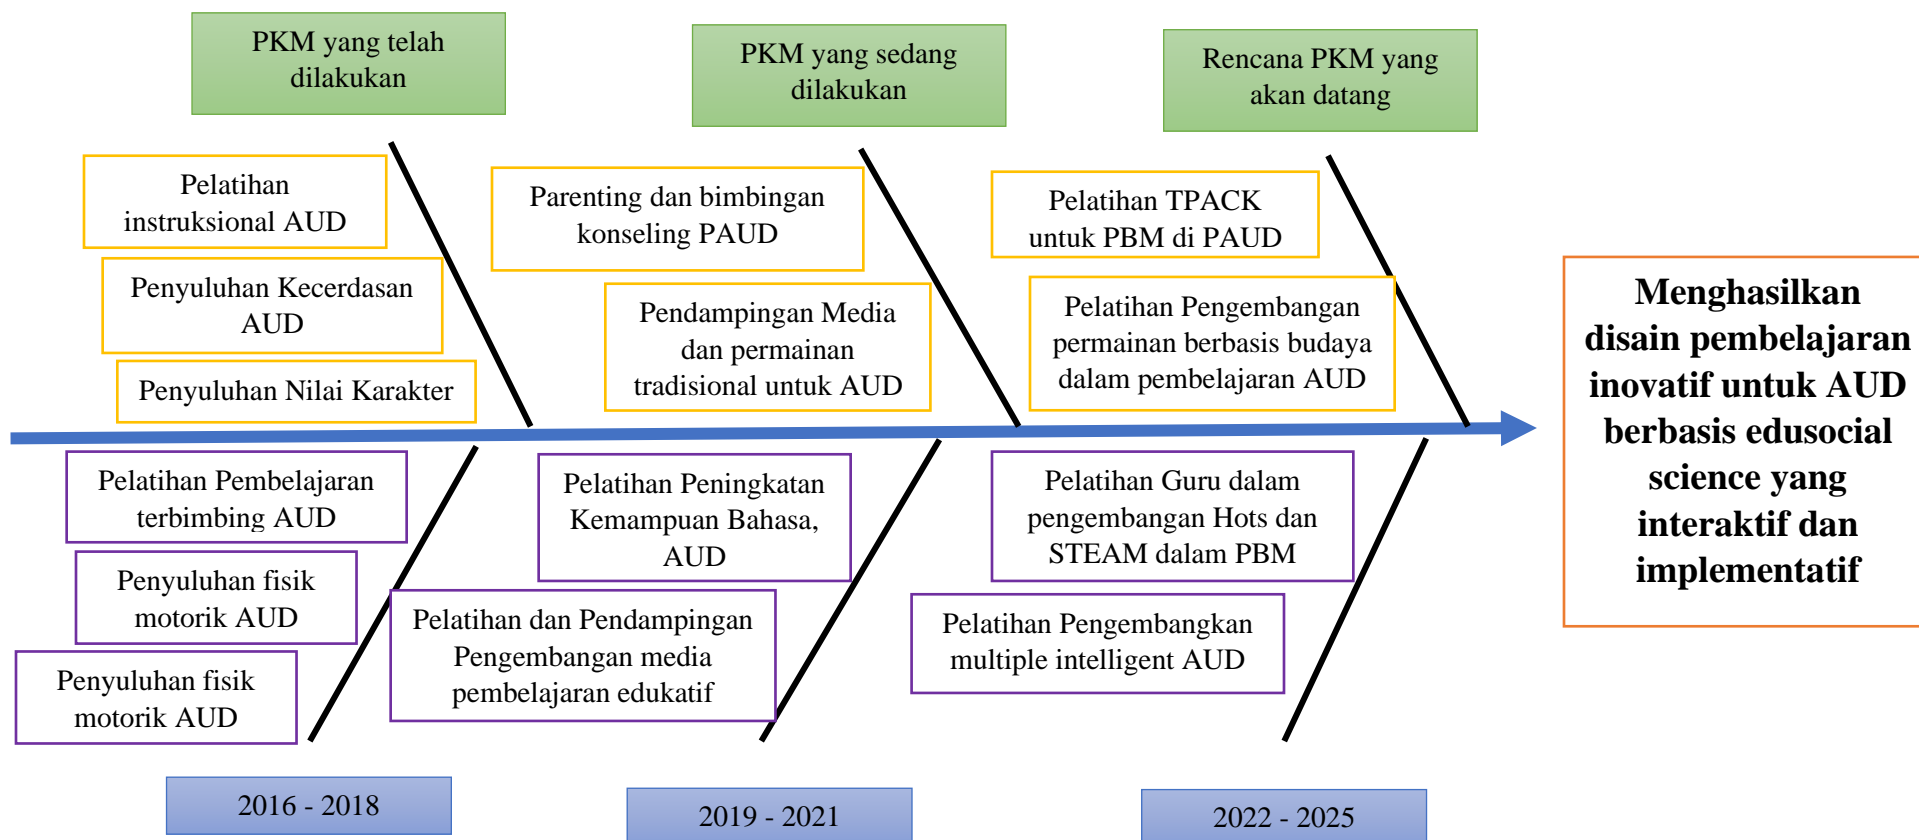 PKM yang telah
dilakukan
PKM yang sedang
dilakukan
Rencana PKM yang
akan datang
Pelatihan
instruksional AUD
Penyuluhan Kecerdasan
AUD
Penyuluhan Nilai Karakter
Parenting dan bimbingan
konseling PAUD
Pendampingan Media
dan permainan
tradisional untuk AUD
Pelatihan TPACK
untuk PBM di PAUD
Pelatihan Pengembangan
permainan berbasis budaya
dalam pembelajaran AUD
Pelatihan Pembelajaran
terbimbing AUD
Penyuluhan fisik
motorik AUD
Penyuluhan fisik
motorik AUD
Pelatihan Peningkatan
Kemampuan Bahasa,
AUD
Pelatihan dan Pendampingan
Pengembangan media
pembelajaran edukatif
Pelatihan Guru dalam
pengembangan Hots dan
STEAM dalam PBM
Pelatihan Pengembangkan
multiple intelligent AUD
2016 - 2018
2019 - 2021
2022 - 2025
Menghasilkan
disain pembelajaran
inovatif untuk AUD
berbasis edusocial
science yang
interaktif dan
implementatif